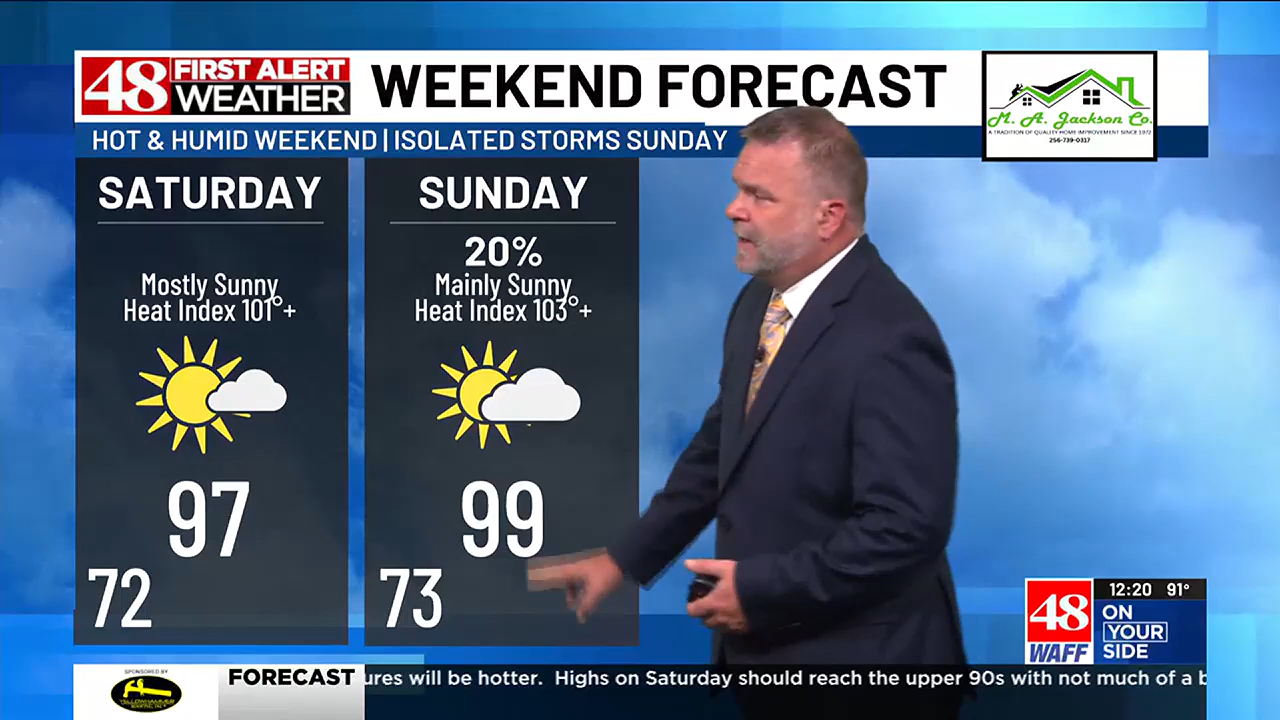 48 FIRST ALERT WEATHER
WEEKEND FORECAST
HOT & HUMID WEEKEND | ISOLATED STORMS SUNDAY
M. A. Jackson Co.
A TRADITION OF QUALITY HOME IMPROVEMENT SINCE 1972
256-739-0317
SATURDAY
Mostly Sunny
Heat Index 101°+
97
72
SUNDAY
20%
Mainly Sunny
Heat Index 103°+
99
73
12:20 91°
48
WAFF
ON
YOUR
SIDE
SPONSORED BY
FORECAST
ures will be hotter. Highs on Saturday should reach the upper 90s with not much of a b